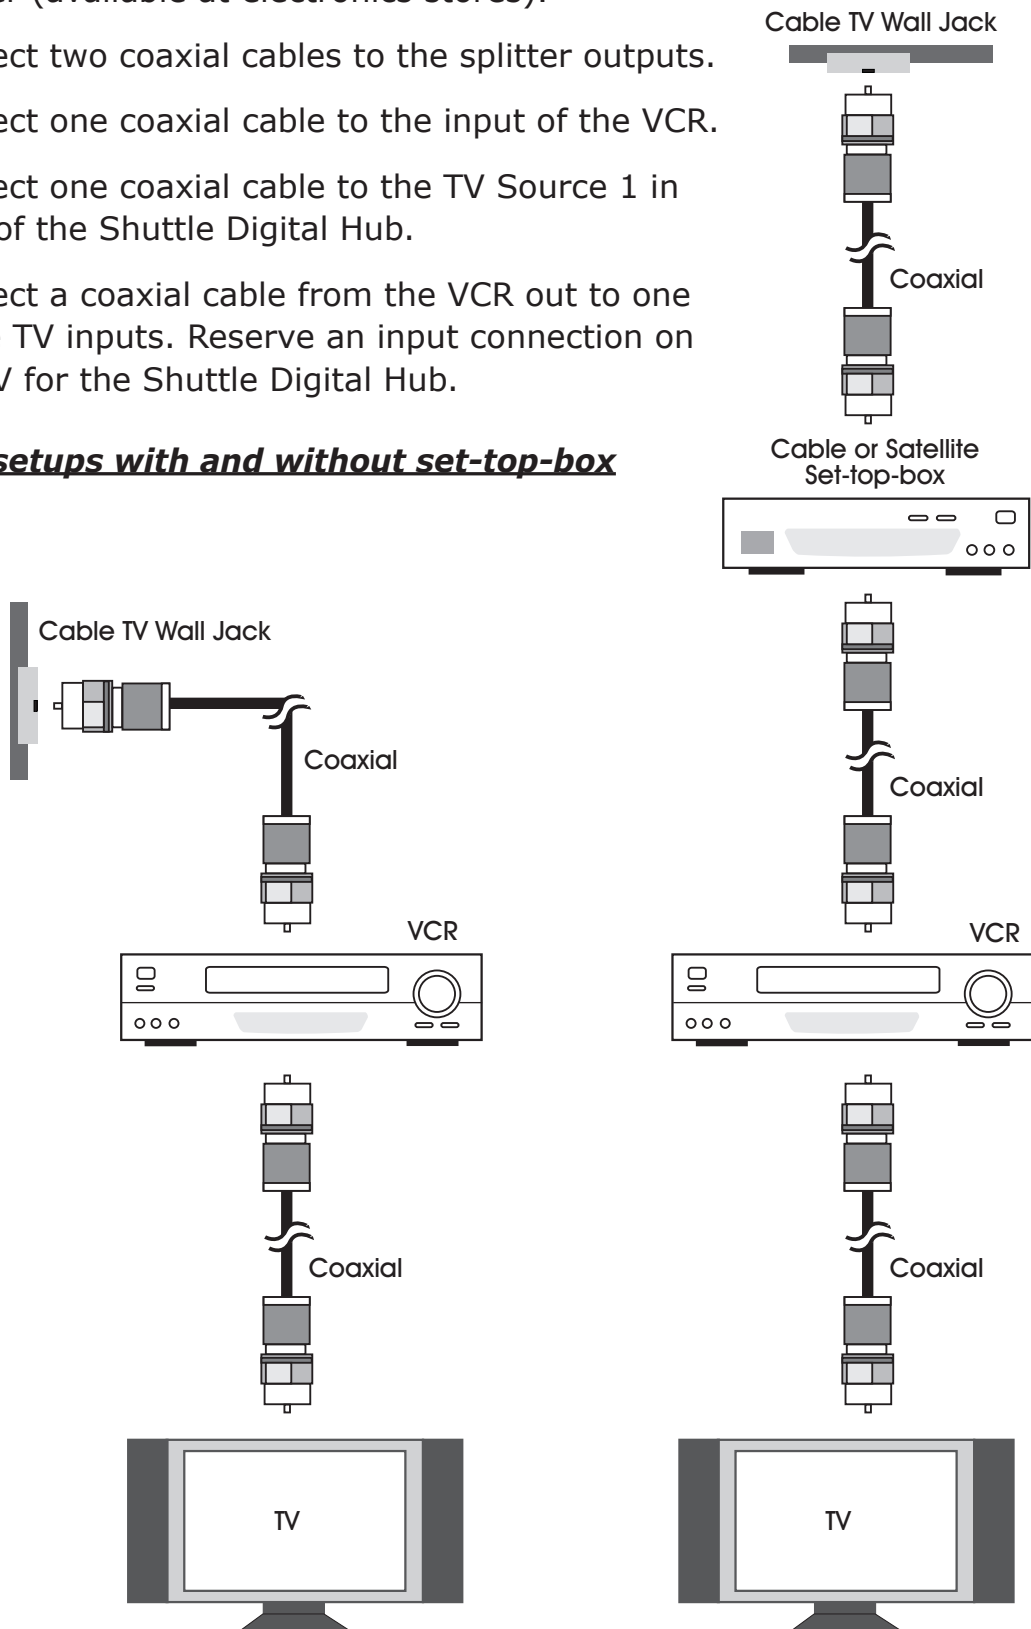 (available at electronics stores).
ect two coaxial cables to the splitter outputs.
ect one coaxial cable to the input of the VCR.
ect one coaxial cable to the TV Source 1 in
of the Shuttle Digital Hub.
ect a coaxial cable from the VCR out to one
TV inputs. Reserve an input connection on
V for the Shuttle Digital Hub.
setups with and without set-top-box
Cable TV Wall Jack
Coaxial
Cable or Satellite
Set-top-box
Coaxial
VCR
Coaxial
TV
Cable TV Wall Jack
Coaxial
VCR
Coaxial
TV